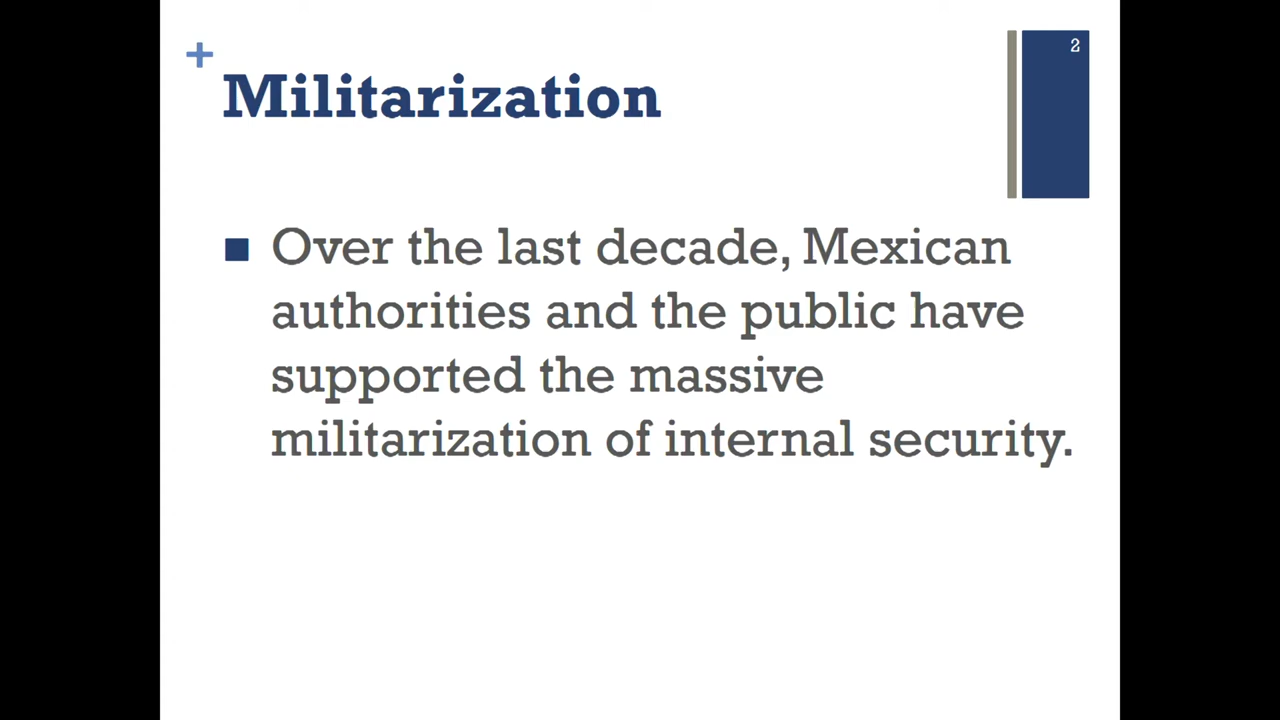 +
2
Militarization
Over the last decade, Mexican
authorities and the public have
supported the massive
militarization of internal security.